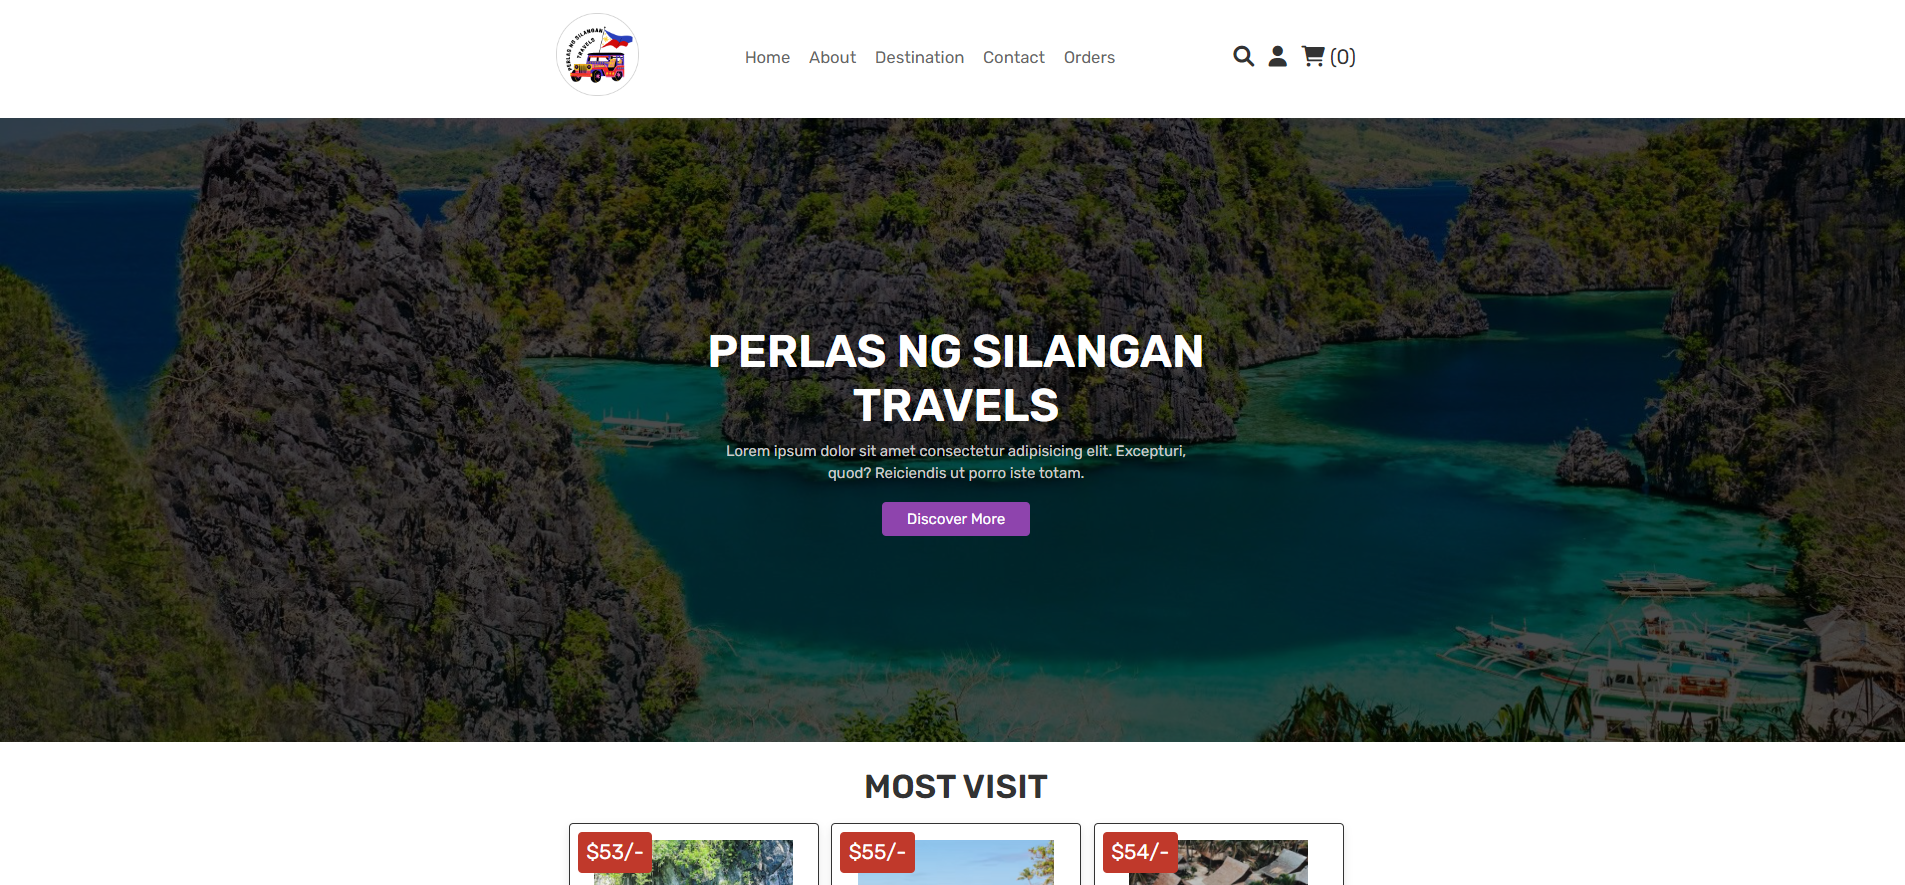 PERLAS NG SILANGAN
TRAVELS
Home About Destination Contact Orders
(0)
PERLAS NG SILANGAN
TRAVELS
Lorem ipsum dolor sit amet consectetur adipisicing elit. Excepturi,
quod? Reiciendis ut porro iste totam.
Discover More
MOST VISIT
$53/- $55/- $54/-